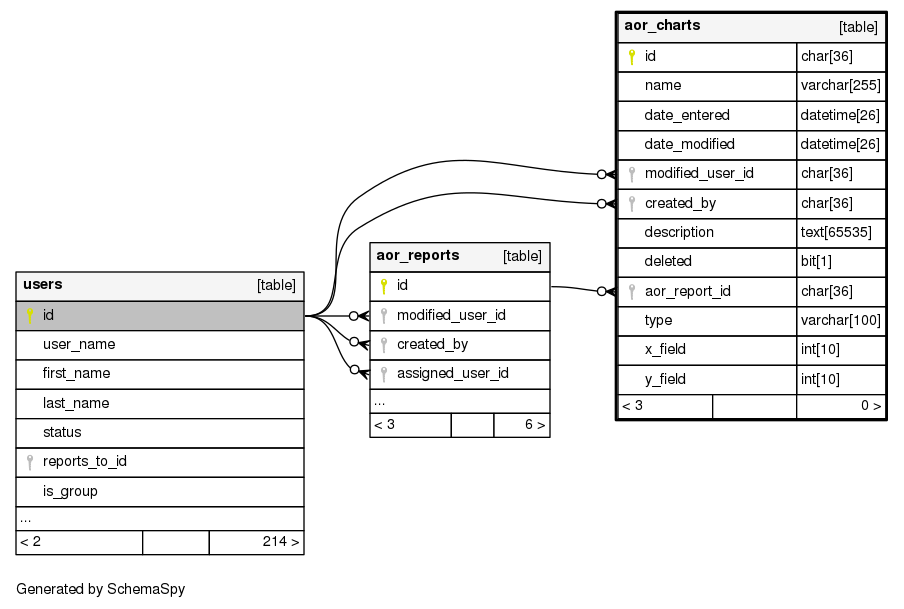 aor_charts [table]
id char[36]
name varchar[255]
date_entered datetime[26]
date_modified datetime[26]
modified_user_id char[36]
created_by char[36]
description text[65535]
deleted bit[1]
aor_report_id char[36]
type varchar[100]
x_field int[10]
y_field int[10]
< 3 0 >
aor_reports [table]
id
modified_user_id
created_by
assigned_user_id
...
< 3 6 >
users [table]
id
user_name
first_name
last_name
status
reports_to_id
is_group
...
< 2 214 >
Generated by SchemaSpy